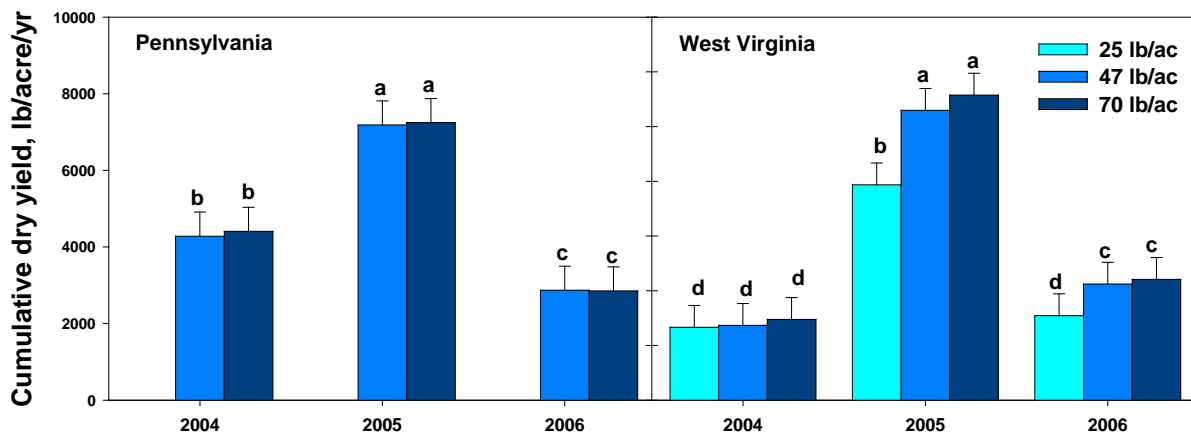 Cumulative dry yield, lb/acre/yr
10000
8000
6000
4000
2000
0
Pennsylvania
b b
a a
c c
2004 2005 2006
West Virginia
25 lb/ac
47 lb/ac
70 lb/ac
d d d
b a a
d c c
2004 2005 2006